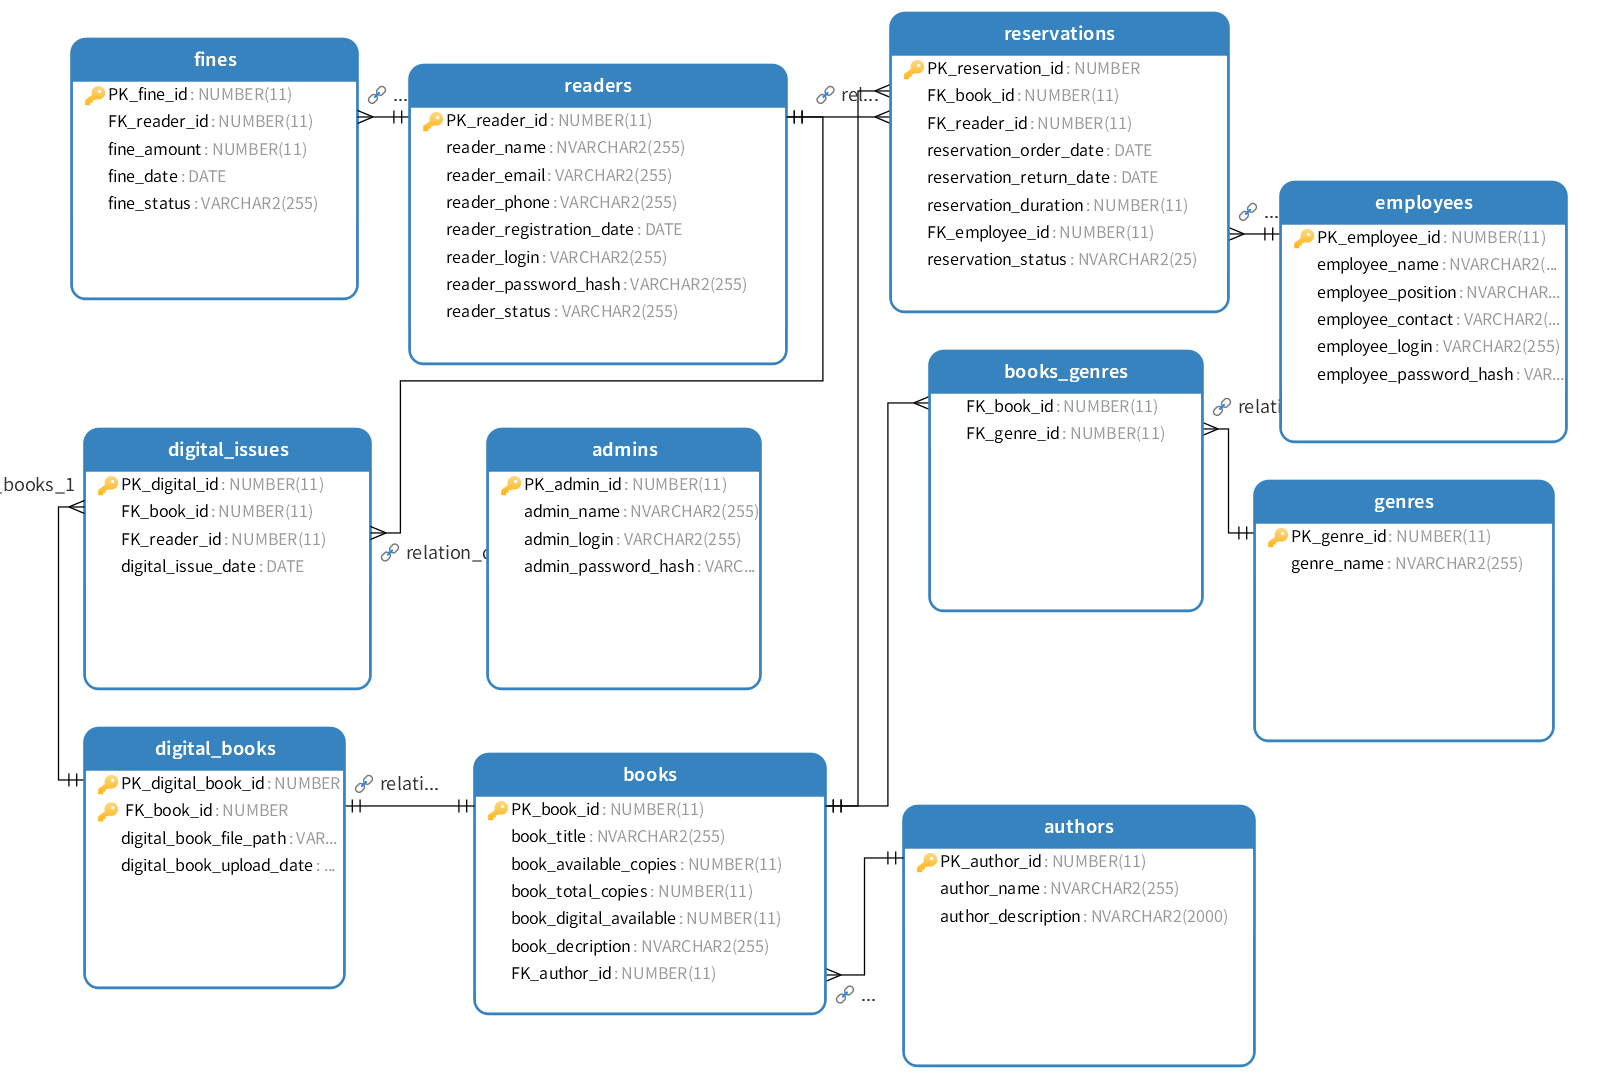 fines
PK_fine_id : NUMBER(11)
FK_reader_id : NUMBER(11)
fine_amount : NUMBER(11)
fine_date : DATE
fine_status : VARCHAR2(255)
...
readers
PK_reader_id : NUMBER(11)
reader_name : NVARCHAR2(255)
reader_email : VARCHAR2(255)
reader_phone : VARCHAR2(255)
reader_registration_date : DATE
reader_login : VARCHAR2(255)
reader_password_hash : VARCHAR2(255)
reader_status : VARCHAR2(255)
rel...
reservations
PK_reservation_id : NUMBER
FK_book_id : NUMBER(11)
FK_reader_id : NUMBER(11)
reservation_order_date : DATE
reservation_return_date : DATE
reservation_duration : NUMBER(11)
FK_employee_id : NUMBER(11)
reservation_status : NVARCHAR2(25)
...
employees
PK_employee_id : NUMBER(11)
employee_name : NVARCHAR2(...
employee_position : NVARCHAR...
employee_contact : VARCHAR2(...
employee_login : VARCHAR2(255)
employee_password_hash : VAR...
books_genres
FK_book_id : NUMBER(11)
FK_genre_id : NUMBER(11)
relati
genres
PK_genre_id : NUMBER(11)
genre_name : NVARCHAR2(255)
_books_1
digital_issues
PK_digital_id : NUMBER(11)
FK_book_id : NUMBER(11)
FK_reader_id : NUMBER(11)
digital_issue_date : DATE
relation_
admins
PK_admin_id : NUMBER(11)
admin_name : NVARCHAR2(255)
admin_login : VARCHAR2(255)
admin_password_hash : VARC...
digital_books
PK_digital_book_id : NUMBER
FK_book_id : NUMBER
digital_book_file_path : VAR...
digital_book_upload_date : ...
relati...
books
PK_book_id : NUMBER(11)
book_title : NVARCHAR2(255)
book_available_copies : NUMBER(11)
book_total_copies : NUMBER(11)
book_digital_available : NUMBER(11)
book_decription : NVARCHAR2(255)
FK_author_id : NUMBER(11)
...
authors
PK_author_id : NUMBER(11)
author_name : NVARCHAR2(255)
author_description : NVARCHAR2(2000)